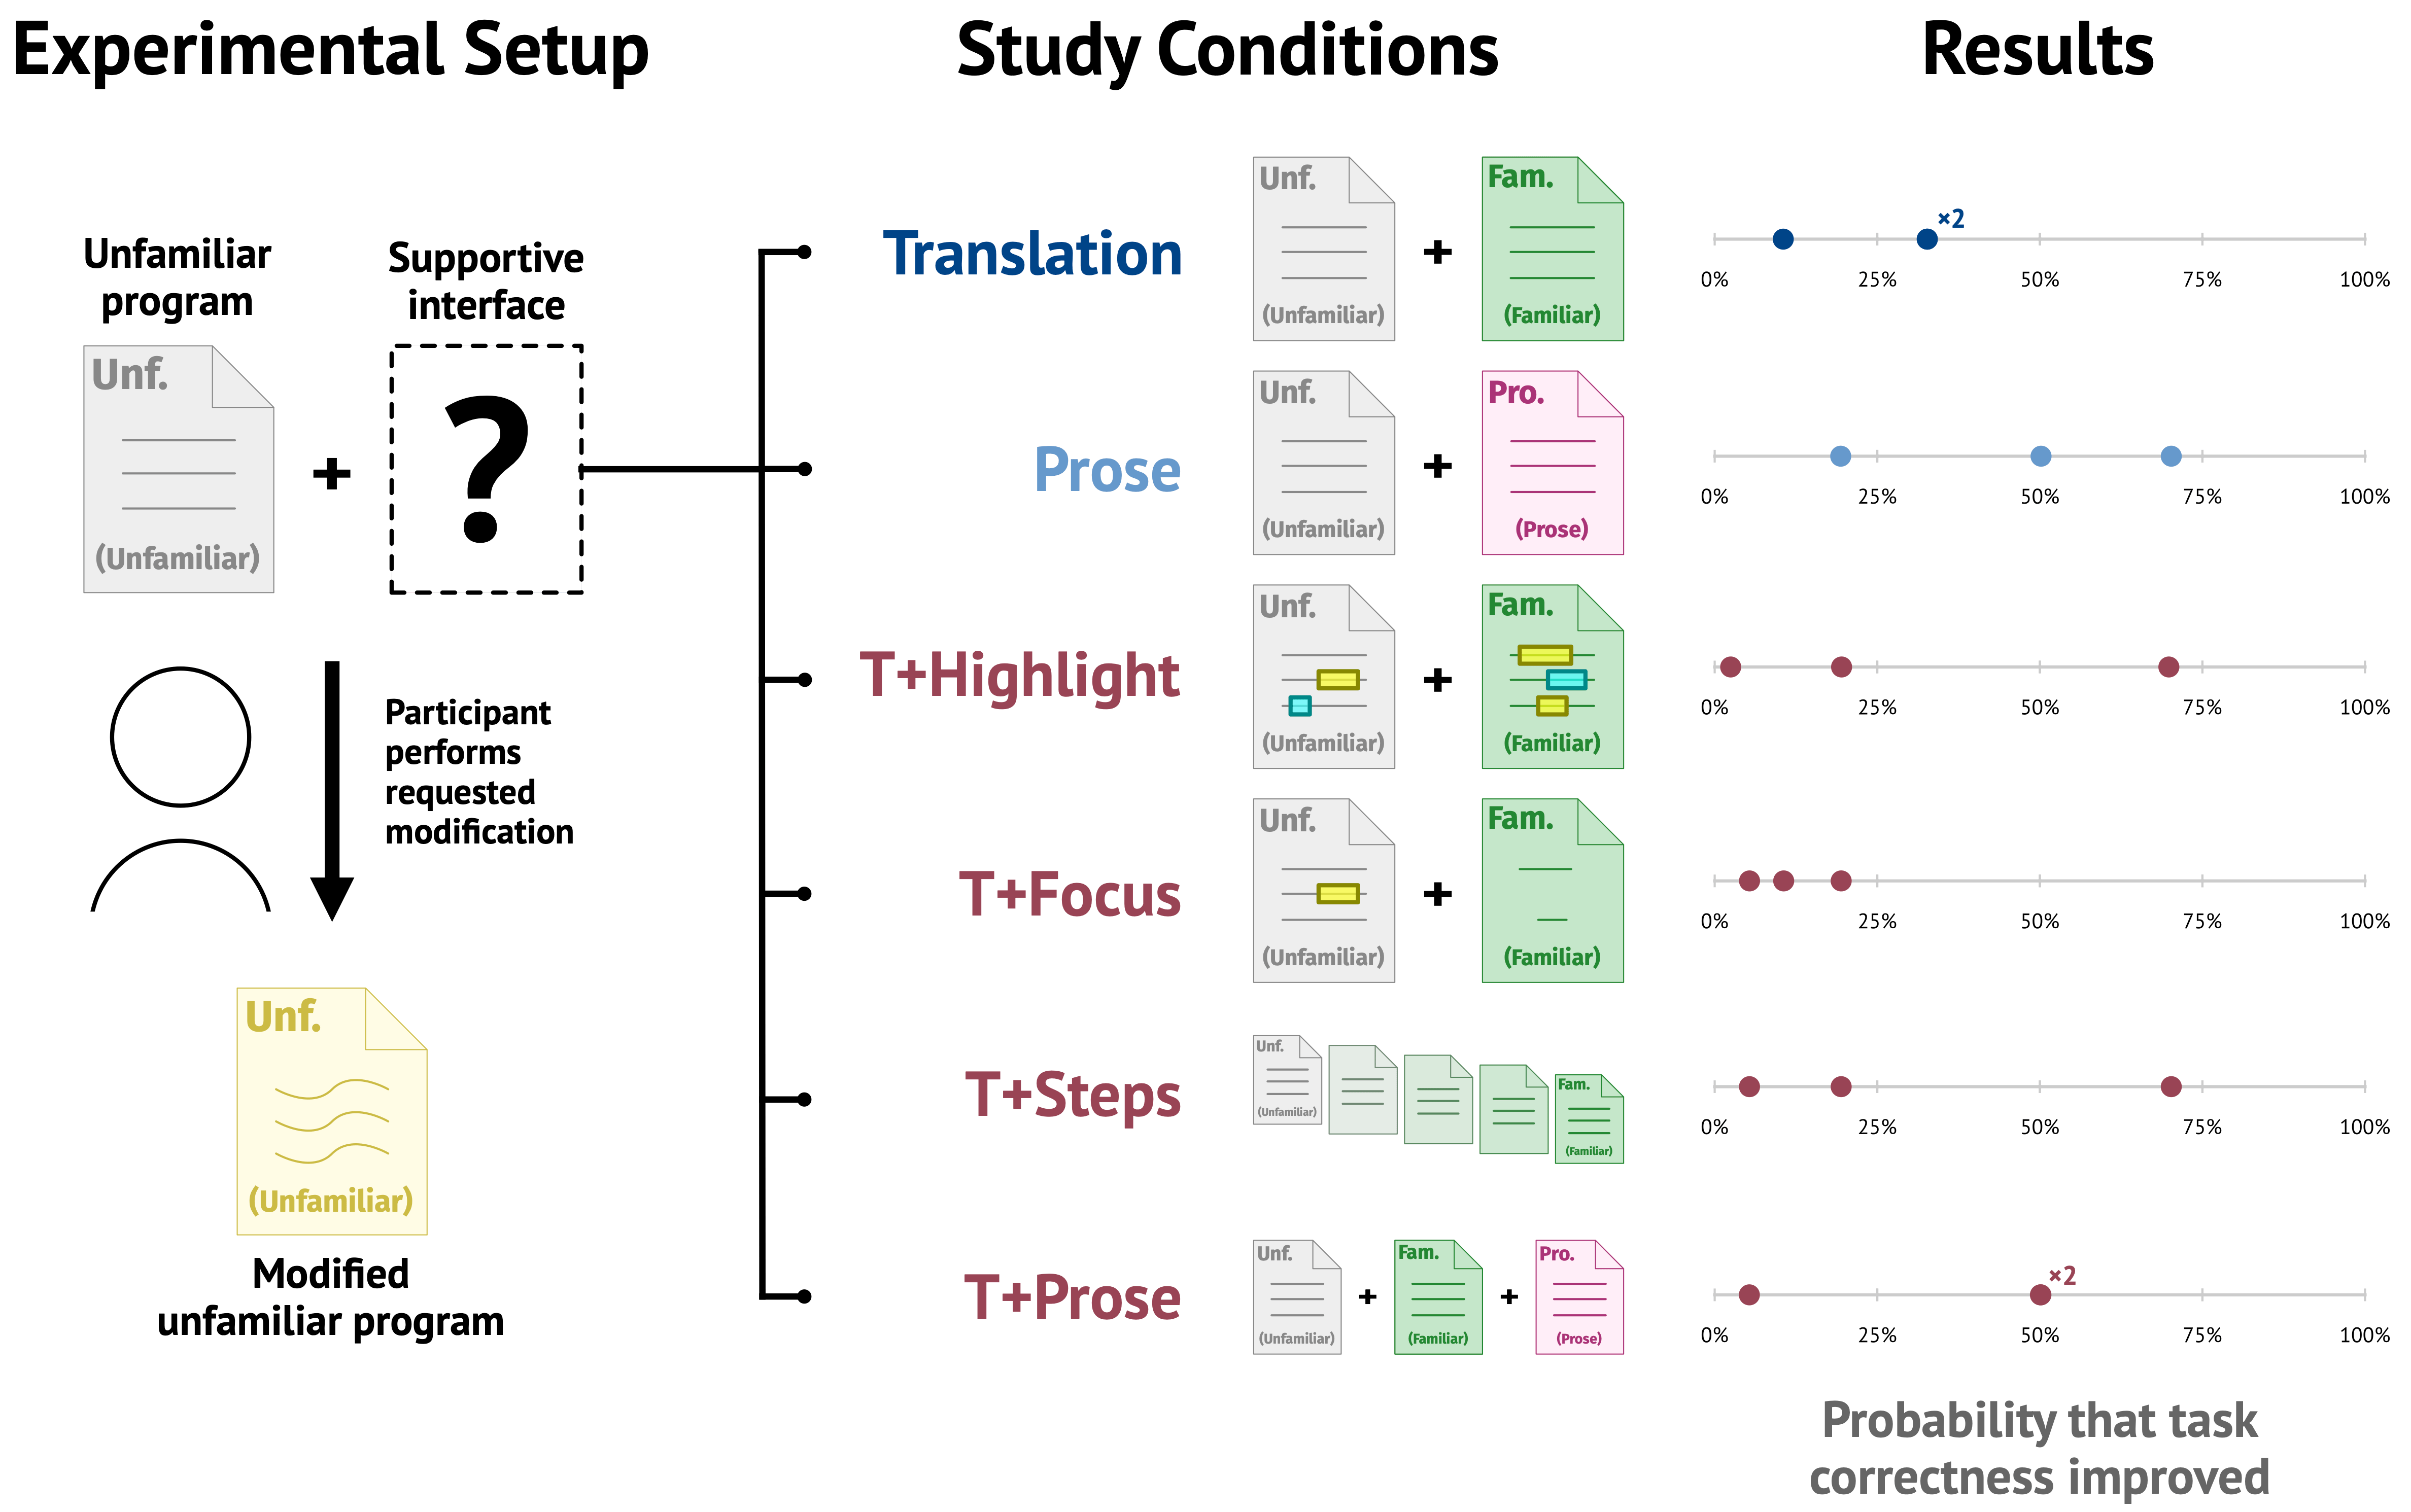 Experimental Setup
Study Conditions
Results
Unfamiliar
program
Supportive
interface
Unf.
(Unfamiliar)
+
?
Participant
performs
requested
modification
Unf.
(Unfamiliar)
Modified
unfamiliar program
Translation
Unf.
(Unfamiliar)
+
Fam.
(Familiar)
×2
0% 25% 50% 75% 100%
Prose
Unf.
(Unfamiliar)
+
Pro.
(Prose)
0% 25% 50% 75% 100%
T+Highlight
Unf.
(Unfamiliar)
+
Fam.
(Familiar)
0% 25% 50% 75% 100%
T+Focus
Unf.
(Unfamiliar)
+
Fam.
(Familiar)
0% 25% 50% 75% 100%
T+Steps
Unf.
(Unfamiliar)
Fam.
(Familiar)
0% 25% 50% 75% 100%
T+Prose
Unf.
(Unfamiliar)
+
Fam.
(Familiar)
+
Pro.
(Prose)
×2
0% 25% 50% 75% 100%
Probability that task
correctness improved